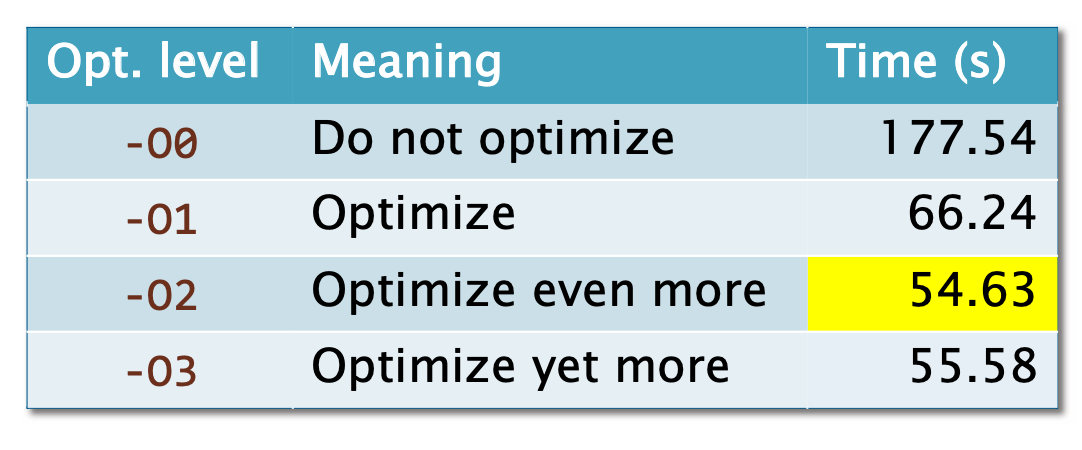 Opt. level Meaning Time (s)
-O0 Do not optimize 177.54
-O1 Optimize 66.24
-O2 Optimize even more 54.63
-O3 Optimize yet more 55.58